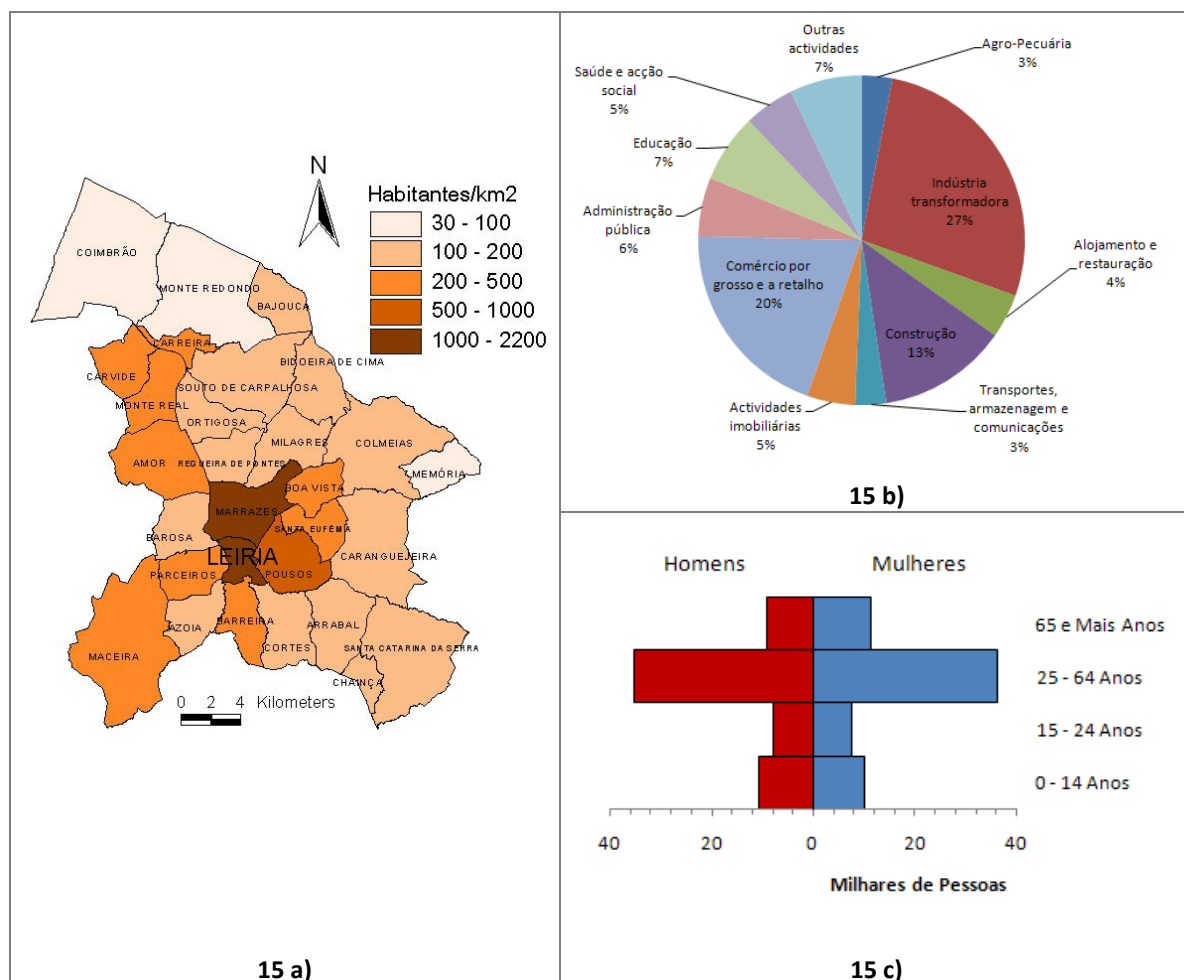 N
Habitantes/km2
30 - 100
100 - 200
200 - 500
500 - 1000
1000 - 2200
COIMBRÃO
MONTE REDONDO
BAJOUCA
CARREIRA
BIDOEIRA DE CIMA
CARVIDE
SOUTO DE CARPALHOSA
MONTE REAL
ORTIGOSA
MILAGRES
COLMEIAS
AMOR
REGUEIRA DE PONTES
MEMÓRIA
BOA VISTA
MARRAZES
SANTA EUFÊMIA
BAROSA
LEIRIA
CARANGUEJEIRA
PARCEIROS
POUSOS
AZOIA
BARREIRA
ARRABAL
CORTES
SANTA CATARINA DA SERRA
MACEIRA
CHAINÇA
0 2 4 Kilometers
15 a)
Outras
actividades
7%
Agro-Pecuária
3%
Saúde e acção
social
5%
Educação
7%
Indústria
transformadora
27%
Administração
pública
6%
Alojamento e
restauração
4%
Comércio por
grosso e a retalho
20%
Construção
13%
Transportes,
armazenagem e
comunicações
3%
Actividades
imobiliárias
5%
15 b)
Homens
Mulheres
65 e Mais Anos
25 - 64 Anos
15 - 24 Anos
0 - 14 Anos
40 20 0 20 40
Milhares de Pessoas
15 c)